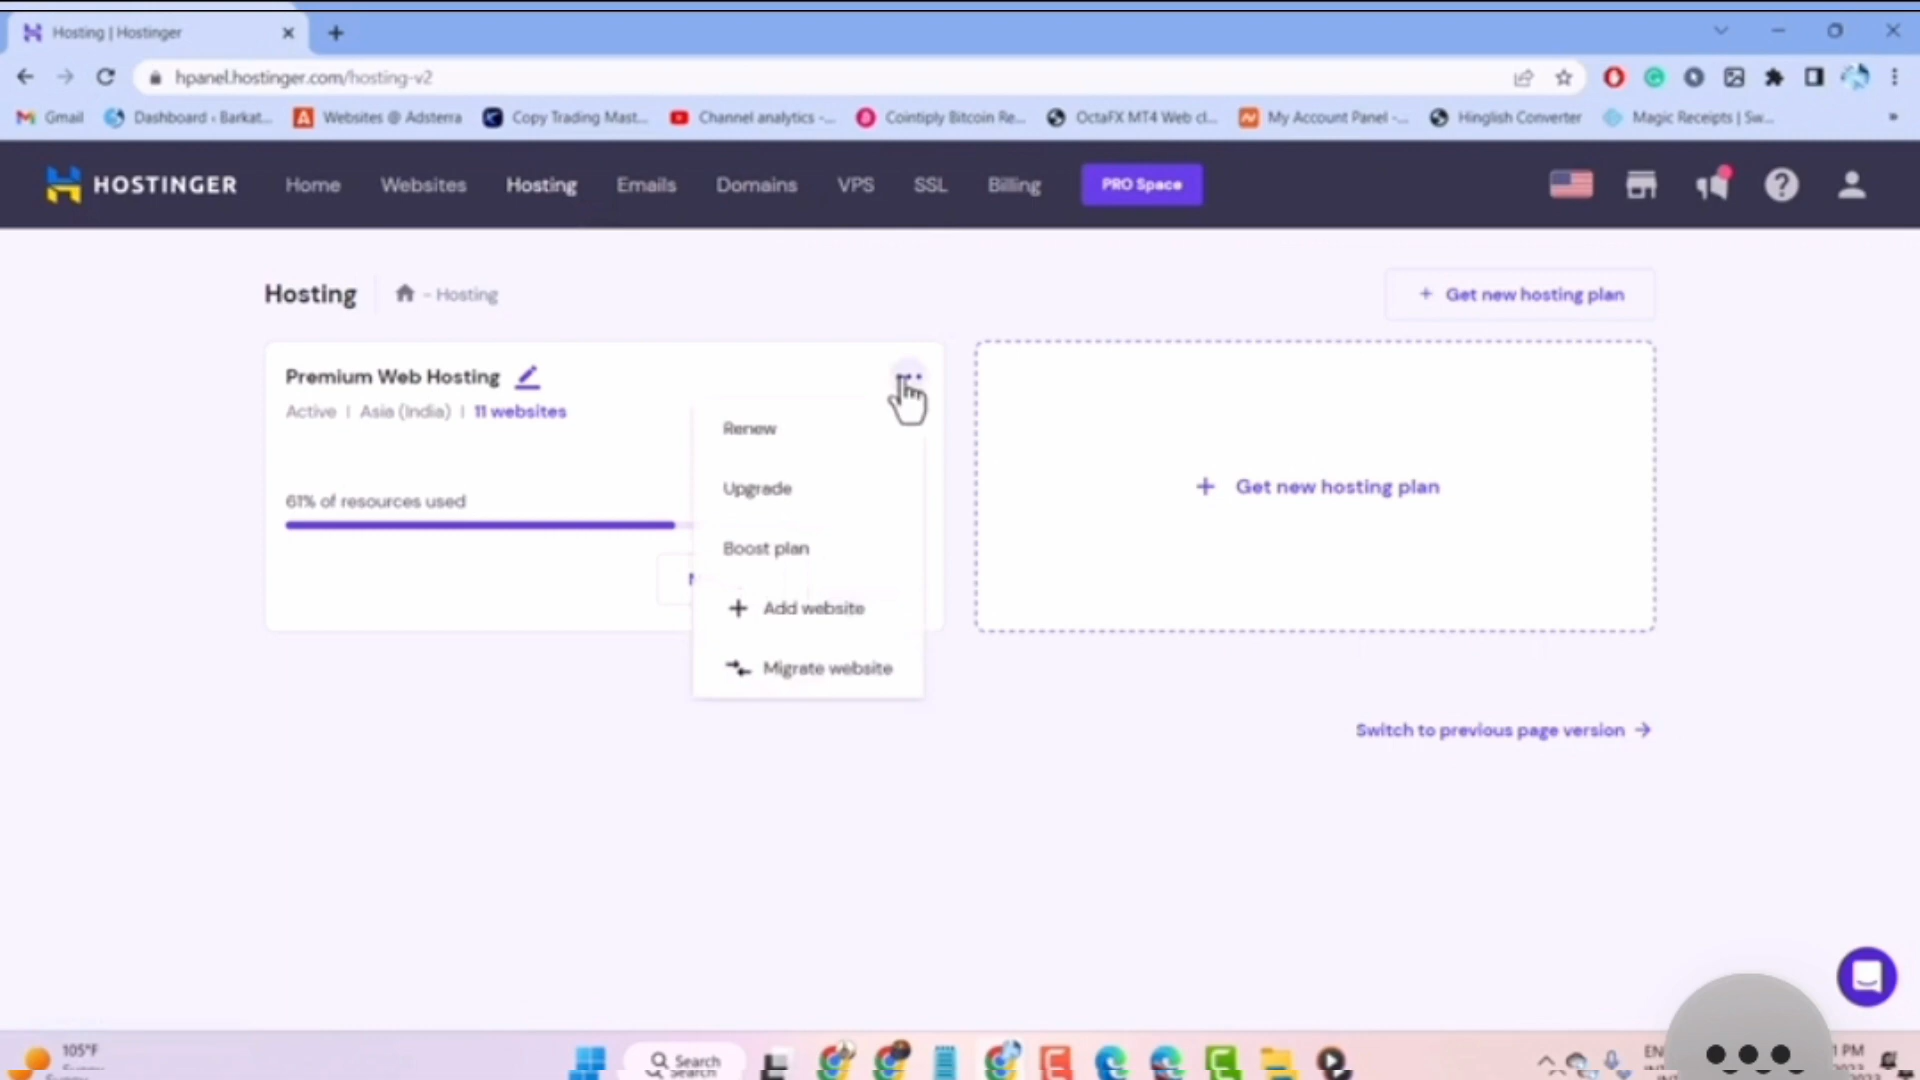 Hosting | Hostinger
hpanel.hostinger.com/hosting-v2
Gmail Dashboard ‹ Barkat... Websites @ Adsterra Copy Trading Mast... Channel analytics -... Cointiply Bitcoin Re... OctaFX MT4 Web cl... My Account Panel -... Hinglish Converter Magic Receipts | Sw... »
HOSTINGER Home Websites Hosting Emails Domains VPS SSL Billing PRO Space
Hosting - Hosting + Get new hosting plan
Premium Web Hosting
Active | Asia (India) | 11 websites
Renew
Upgrade
+ Get new hosting plan
61% of resources used
Boost plan
+ Add website
Migrate website
Switch to previous page version →
105°F
Sunny
Search
EN
1 PM